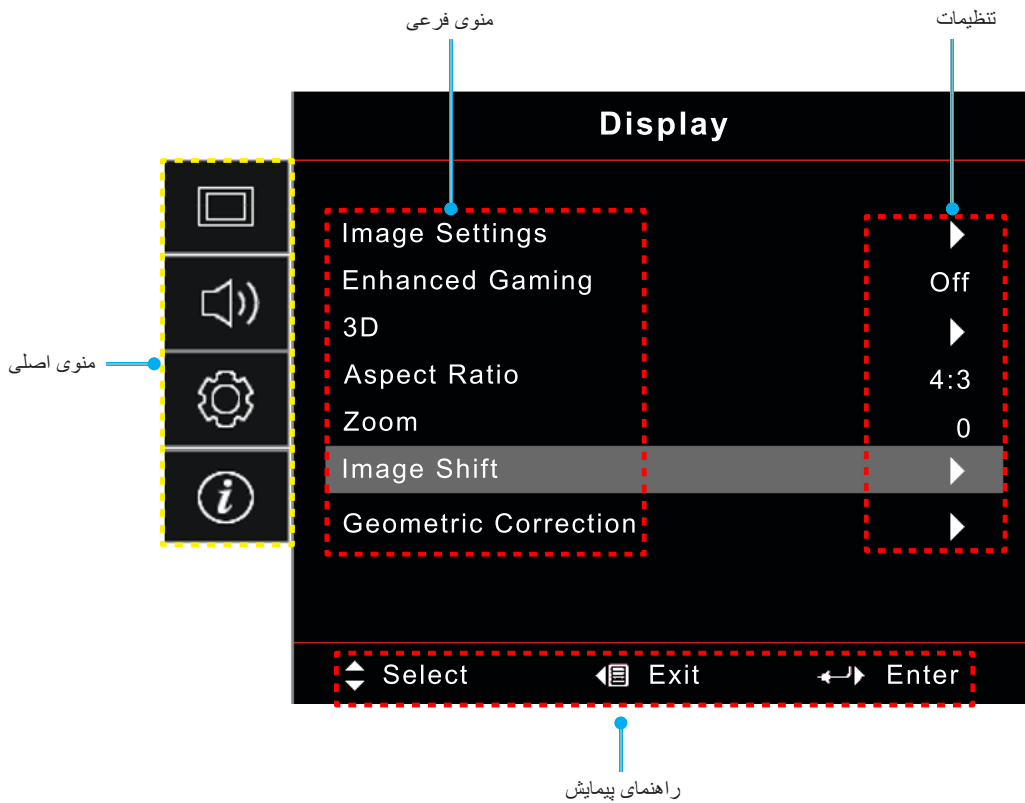 منوی فرعی
تنظیمات
Display
Image Settings
Enhanced Gaming Off
3D
Aspect Ratio 4:3
Zoom 0
Image Shift
Geometric Correction
منوی اصلی
Select Exit Enter
راهنمای پیمایش